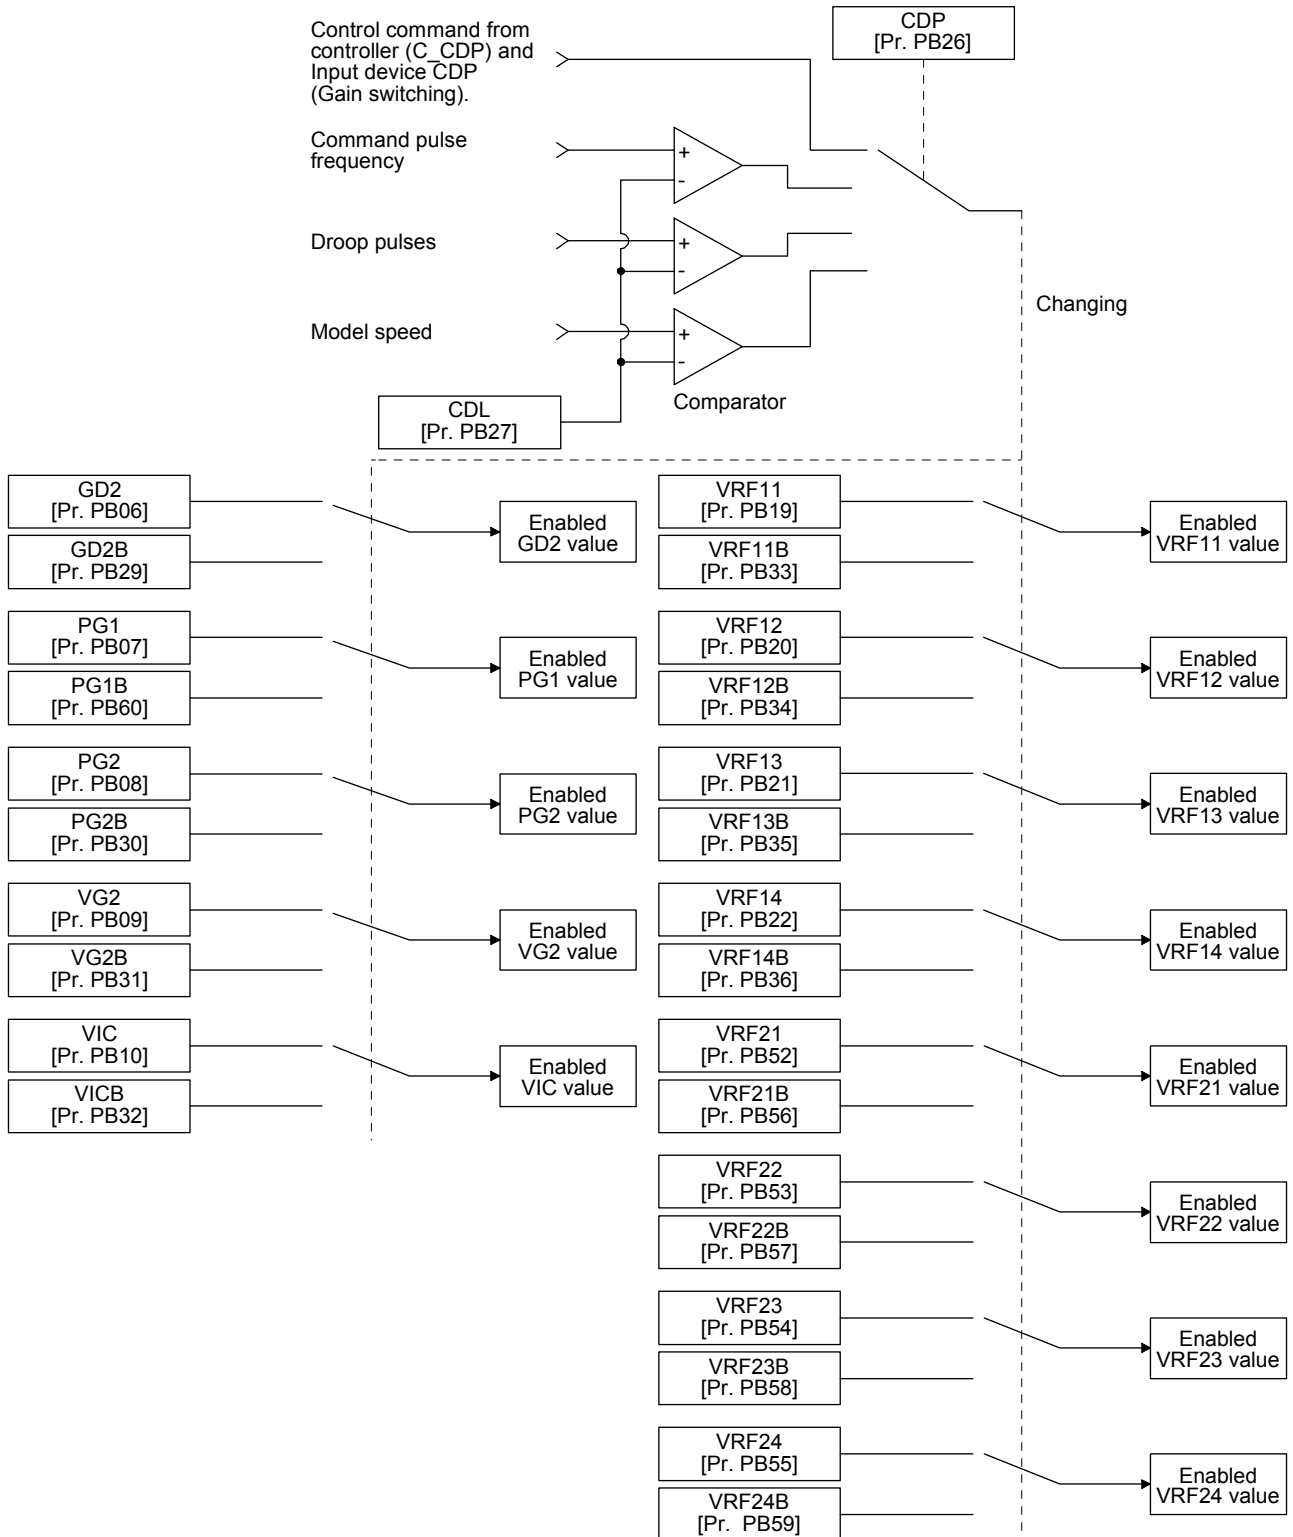 Control command from
controller (C_CDP) and
Input device CDP
(Gain switching).
CDP
[Pr. PB26]
Command pulse
frequency
+
-
Droop pulses
+
-
Changing
Model speed
+
-
Comparator
CDL
[Pr. PB27]
GD2
[Pr. PB06]
GD2B
[Pr. PB29]
Enabled
GD2 value
PG1
[Pr. PB07]
PG1B
[Pr. PB60]
Enabled
PG1 value
PG2
[Pr. PB08]
PG2B
[Pr. PB30]
Enabled
PG2 value
VG2
[Pr. PB09]
VG2B
[Pr. PB31]
Enabled
VG2 value
VIC
[Pr. PB10]
VICB
[Pr. PB32]
Enabled
VIC value
VRF11
[Pr. PB19]
VRF11B
[Pr. PB33]
Enabled
VRF11 value
VRF12
[Pr. PB20]
VRF12B
[Pr. PB34]
Enabled
VRF12 value
VRF13
[Pr. PB21]
VRF13B
[Pr. PB35]
Enabled
VRF13 value
VRF14
[Pr. PB22]
VRF14B
[Pr. PB36]
Enabled
VRF14 value
VRF21
[Pr. PB52]
VRF21B
[Pr. PB56]
Enabled
VRF21 value
VRF22
[Pr. PB53]
VRF22B
[Pr. PB57]
Enabled
VRF22 value
VRF23
[Pr. PB54]
VRF23B
[Pr. PB58]
Enabled
VRF23 value
VRF24
[Pr. PB55]
VRF24B
[Pr. PB59]
Enabled
VRF24 value